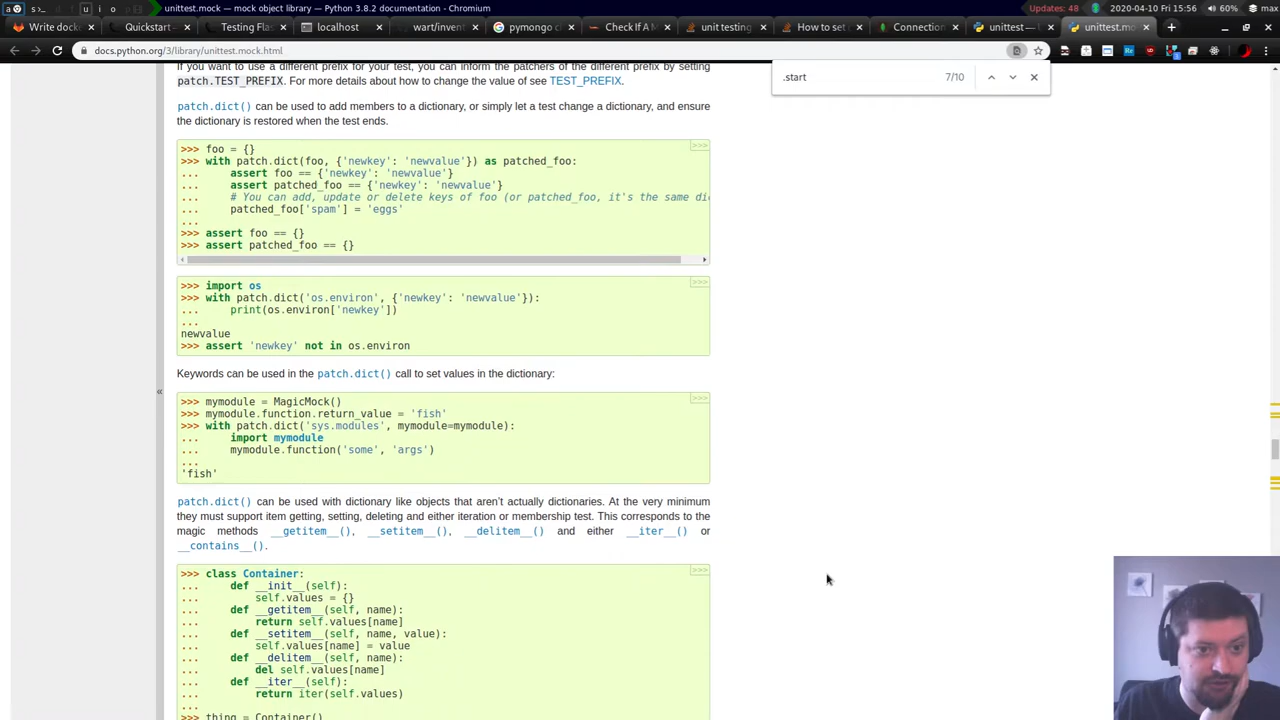 unittest.mock — mock object library — Python 3.8.2 documentation - Chromium
Updates: 48
2020-04-10 Fri 15:56
60%
max
Write docke
Quickstart
Testing Flas
localhost
wart/invent
pymongo c
Check If A M
unit testing
How to set
Connection
unittest —
unittest.mo
docs.python.org/3/library/unittest.mock.html
.start
7/10
If you want to use a different prefix for your test, you can inform the patchers of the different prefix by setting
patch.TEST_PREFIX. For more details about how to change the value of see TEST_PREFIX.
patch.dict() can be used to add members to a dictionary, or simply let a test change a dictionary, and ensure
the dictionary is restored when the test ends.
>>>
>>> foo = {}
>>> with patch.dict(foo, {'newkey': 'newvalue'}) as patched_foo:
...     assert foo == {'newkey': 'newvalue'}
...     assert patched_foo == {'newkey': 'newvalue'}
...     # You can add, update or delete keys of foo (or patched_foo, it's the same di
...     patched_foo['spam'] = 'eggs'
...
>>> assert foo == {}
>>> assert patched_foo == {}
>>>
>>> import os
>>> with patch.dict('os.environ', {'newkey': 'newvalue'}):
...     print(os.environ['newkey'])
...
newvalue
>>> assert 'newkey' not in os.environ
Keywords can be used in the patch.dict() call to set values in the dictionary:
>>>
>>> mymodule = MagicMock()
>>> mymodule.function.return_value = 'fish'
>>> with patch.dict('sys.modules', mymodule=mymodule):
...     import mymodule
...     mymodule.function('some', 'args')
...
'fish'
patch.dict() can be used with dictionary like objects that aren't actually dictionaries. At the very minimum
they must support item getting, setting, deleting and either iteration or membership test. This corresponds to the
magic methods __getitem__(), __setitem__(), __delitem__() and either __iter__() or
__contains__().
>>>
>>> class Container:
...     def __init__(self):
...         self.values = {}
...     def __getitem__(self, name):
...         return self.values[name]
...     def __setitem__(self, name, value):
...         self.values[name] = value
...     def __delitem__(self, name):
...         del self.values[name]
...     def __iter__(self):
...         return iter(self.values)
...
>>> thing = Container()